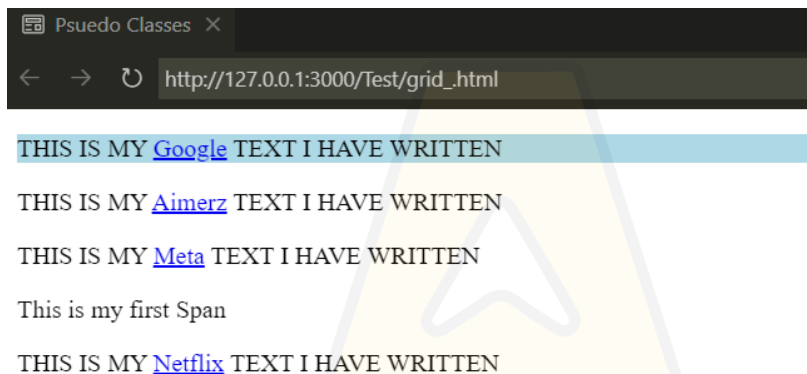 Psuedo Classes
http://127.0.0.1:3000/Test/grid_.html
THIS IS MY Google TEXT I HAVE WRITTEN
THIS IS MY Aimerz TEXT I HAVE WRITTEN
THIS IS MY Meta TEXT I HAVE WRITTEN
This is my first Span
THIS IS MY Netflix TEXT I HAVE WRITTEN